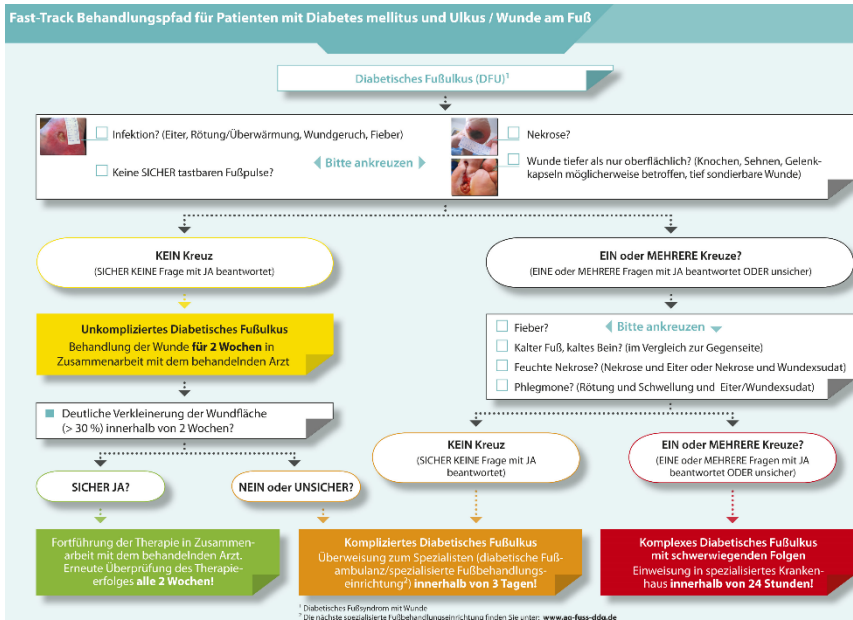 Fast-Track Behandlungspfad für Patienten mit Diabetes mellitus und Ulkus / Wunde am Fuß
Diabetisches Fußulkus (DFU)¹
Infektion? (Eiter, Rötung/Überwärmung, Wundgeruch, Fieber)
Keine SICHER tastbaren Fußpulse?
Bitte ankreuzen
Nekrose?
Wunde tiefer als nur oberflächlich? (Knochen, Sehnen, Gelenk-
kapseln möglicherweise betroffen, tief sondierbare Wunde)
KEIN Kreuz
(SICHER KEINE Frage mit JA beantwortet)
EIN oder MEHRERE Kreuze?
(EINE oder MEHRERE Fragen mit JA beantwortet ODER unsicher)
Unkompliziertes Diabetisches Fußulkus
Behandlung der Wunde für 2 Wochen in
Zusammenarbeit mit dem behandelnden Arzt
Fieber?
Bitte ankreuzen
Kalter Fuß, kaltes Bein? (im Vergleich zur Gegenseite)
Feuchte Nekrose? (Nekrose und Eiter oder Nekrose und Wundexsudat)
Phlegmone? (Rötung und Schwellung und Eiter/Wundexsudat)
Deutliche Verkleinerung der Wundfläche
(> 30 %) innerhalb von 2 Wochen?
KEIN Kreuz
(SICHER KEINE Frage mit JA
beantwortet)
EIN oder MEHRERE Kreuze?
(EINE oder MEHRERE Fragen mit JA
beantwortet ODER unsicher)
SICHER JA?
NEIN oder UNSICHER?
Fortführung der Therapie in Zusammen-
arbeit mit dem behandelnden Arzt.
Erneute Überprüfung des Therapie-
erfolges alle 2 Wochen!
Kompliziertes Diabetisches Fußulkus
Überweisung zum Spezialisten (diabetische Fuß-
ambulanz/spezialisierte Fußbehandlungs-
einrichtung²) innerhalb von 3 Tagen!
Komplexes Diabetisches Fußulkus
mit schwerwiegenden Folgen
Einweisung in spezialisiertes Kranken-
haus innerhalb von 24 Stunden!
¹ Diabetisches Fußsyndrom mit Wunde
² Die nächste spezialisierte Fußbehandlungseinrichtung finden Sie unter: www.ag-fuss-ddg.de